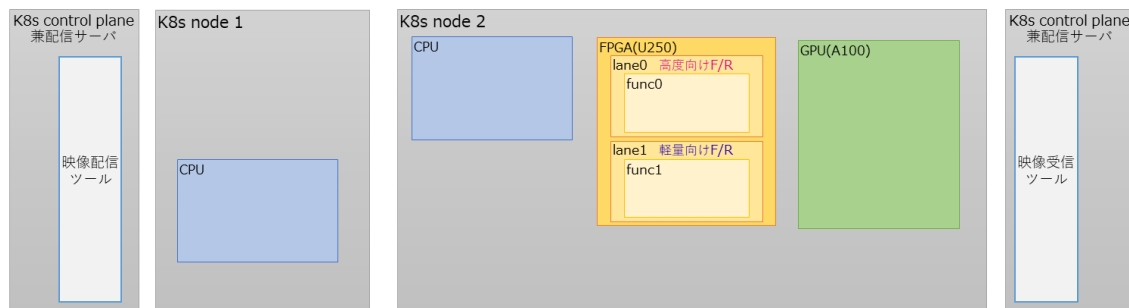 K8s control plane
兼配信サーバ
映像配信
ツール
K8s node 1
CPU
K8s node 2
CPU
FPGA(U250)
lane0 高度向けF/R
func0
lane1 軽量向けF/R
func1
GPU(A100)
K8s control plane
兼配信サーバ
映像受信
ツール